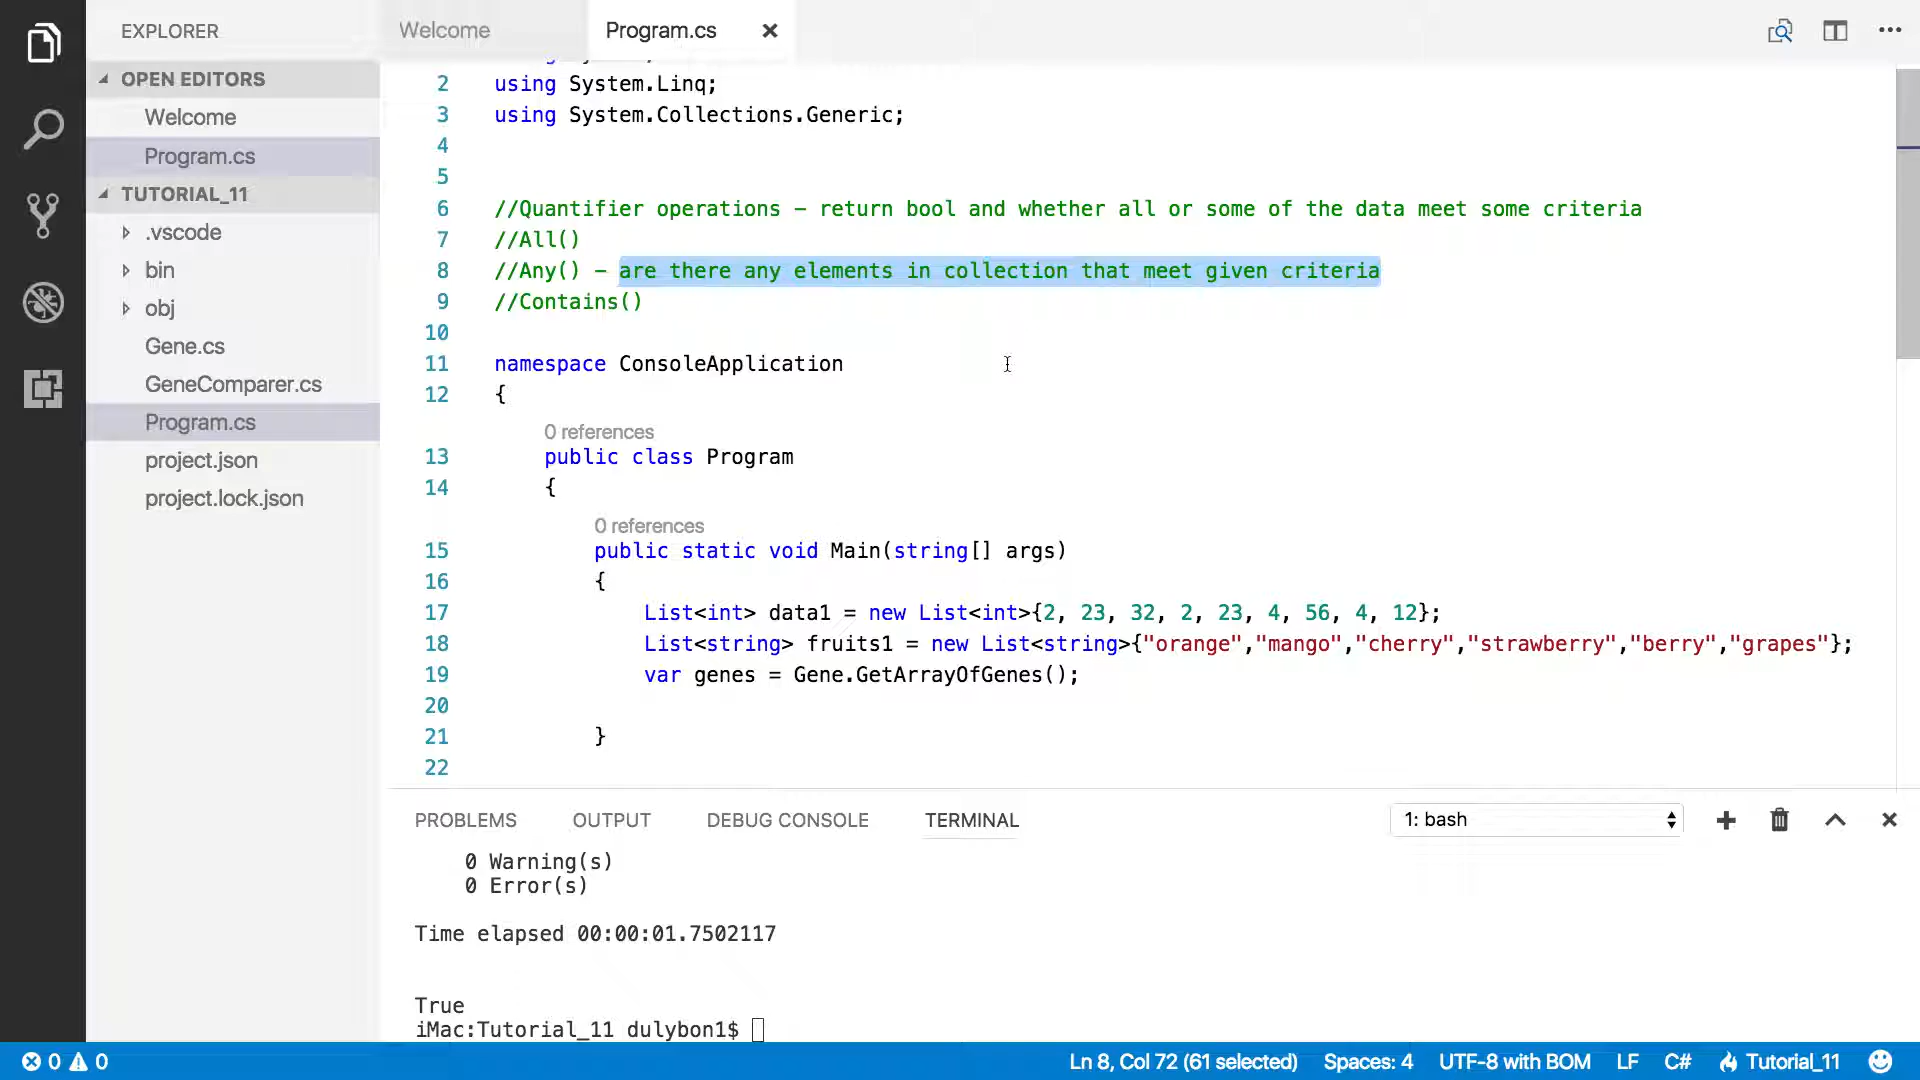 EXPLORER
OPEN EDITORS
Welcome
Program.cs
TUTORIAL_11
.vscode
bin
obj
Gene.cs
GeneComparer.cs
Program.cs
project.json
project.lock.json
Welcome
Program.cs
2 using System.Linq;
3 using System.Collections.Generic;
4
5
6 //Quantifier operations – return bool and whether all or some of the data meet some criteria
7 //All()
8 //Any() – are there any elements in collection that meet given criteria
9 //Contains()
10
11 namespace ConsoleApplication
12 {
0 references
13 public class Program
14 {
0 references
15 public static void Main(string[] args)
16 {
17 List<int> data1 = new List<int>{2, 23, 32, 2, 23, 4, 56, 4, 12};
18 List<string> fruits1 = new List<string>{"orange","mango","cherry","strawberry","berry","grapes"};
19 var genes = Gene.GetArrayOfGenes();
20
21 }
22
PROBLEMS OUTPUT DEBUG CONSOLE TERMINAL 1: bash
0 Warning(s)
0 Error(s)
Time elapsed 00:00:01.7502117
True
iMac:Tutorial_11 dulybon1$
0 0 Ln 8, Col 72 (61 selected) Spaces: 4 UTF-8 with BOM LF C# Tutorial_11